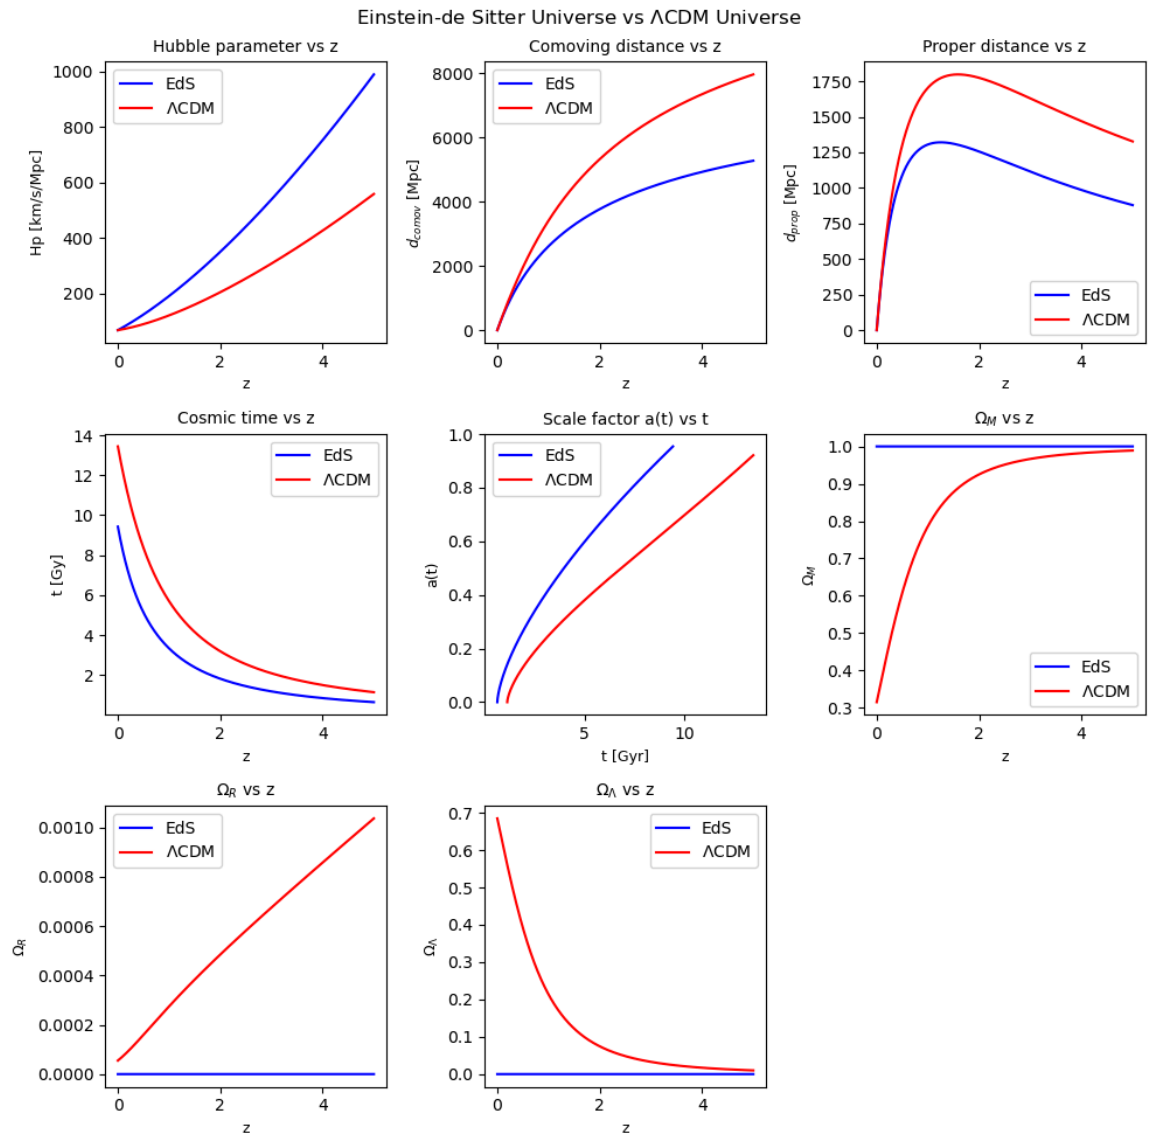 Einstein-de Sitter Universe vs ΛCDM Universe
Hubble parameter vs z
Hp [km/s/Mpc]
1000
800
600
400
200
EdS
ΛCDM
0 2 4
z
Comoving distance vs z
d_comov [Mpc]
8000
6000
4000
2000
0
EdS
ΛCDM
0 2 4
z
Proper distance vs z
d_prop [Mpc]
1750
1500
1250
1000
750
500
250
0
EdS
ΛCDM
0 2 4
z
Cosmic time vs z
t [Gy]
14
12
10
8
6
4
2
EdS
ΛCDM
0 2 4
z
Scale factor a(t) vs t
a(t)
1.0
0.8
0.6
0.4
0.2
0.0
EdS
ΛCDM
5 10
t [Gyr]
Ω_M vs z
Ω_M
1.0
0.9
0.8
0.7
0.6
0.5
0.4
0.3
EdS
ΛCDM
0 2 4
z
Ω_R vs z
Ω_R
0.0010
0.0008
0.0006
0.0004
0.0002
0.0000
EdS
ΛCDM
0 2 4
z
Ω_Λ vs z
Ω_Λ
0.7
0.6
0.5
0.4
0.3
0.2
0.1
0.0
EdS
ΛCDM
0 2 4
z